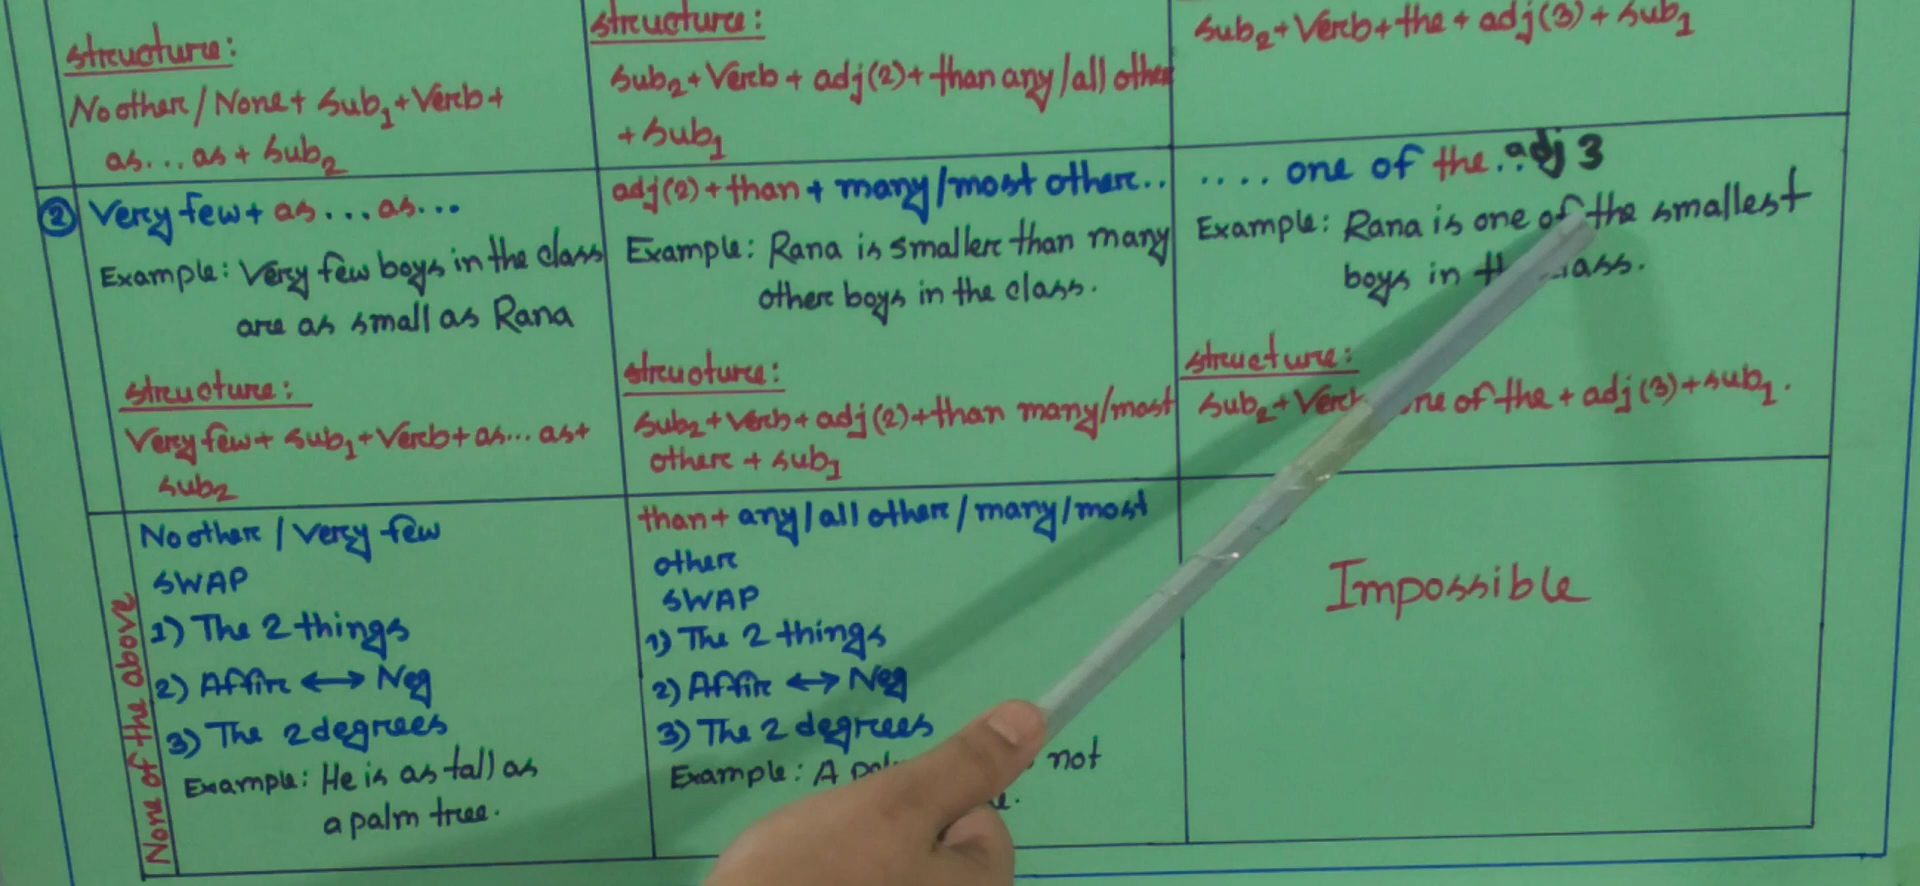 structure:
No other / None + Sub1 + Verb +
as... as + Sub2
structure:
Sub2 + Verb + adj (2) + than any / all other
+ Sub1
Sub2 + Verb + the + adj (3) + Sub1
2 Very few + as ... as ...
Example: Very few boys in the class
are as small as Rana
structure:
Very few + Sub1 + Verb + as... as +
Sub2
adj (2) + than + many / most other ..
Example: Rana is smaller than many
other boys in the class.
structure:
Sub2 + Verb + adj (2) + than many / most
other + Sub1
.... one of the .. adj 3
Example: Rana is one of the smallest
boys in
structure:
Sub2 + of the + adj (3) + Sub1.
None of the above
No other / Very few
SWAP
1) The 2 things
2) Affir ↔ Neg
3) The 2 degrees
Example: He is as tall as
a palm tree.
than + any / all other / many / most
other
SWAP
1) The 2 things
2) Affir ↔ Neg
3) The 2 degrees
Example: A not
Impossible